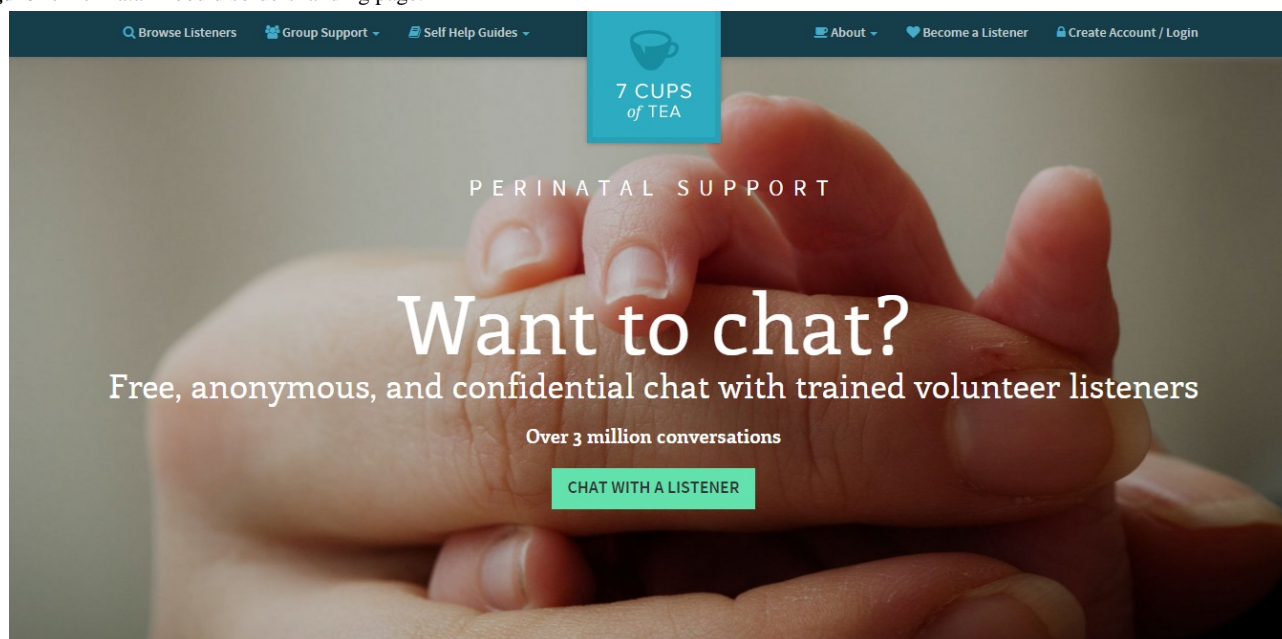 Browse Listeners Group Support Self Help Guides About Become a Listener Create Account / Login
7 CUPS
of TEA
PERINATAL SUPPORT
Want to chat?
Free, anonymous, and confidential chat with trained volunteer listeners
Over 3 million conversations
CHAT WITH A LISTENER